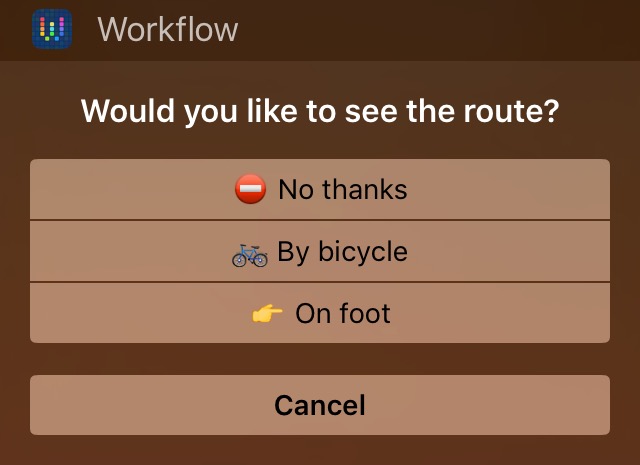 Workflow
Would you like to see the route?
⛔ No thanks
🚲 By bicycle
👉 On foot
Cancel